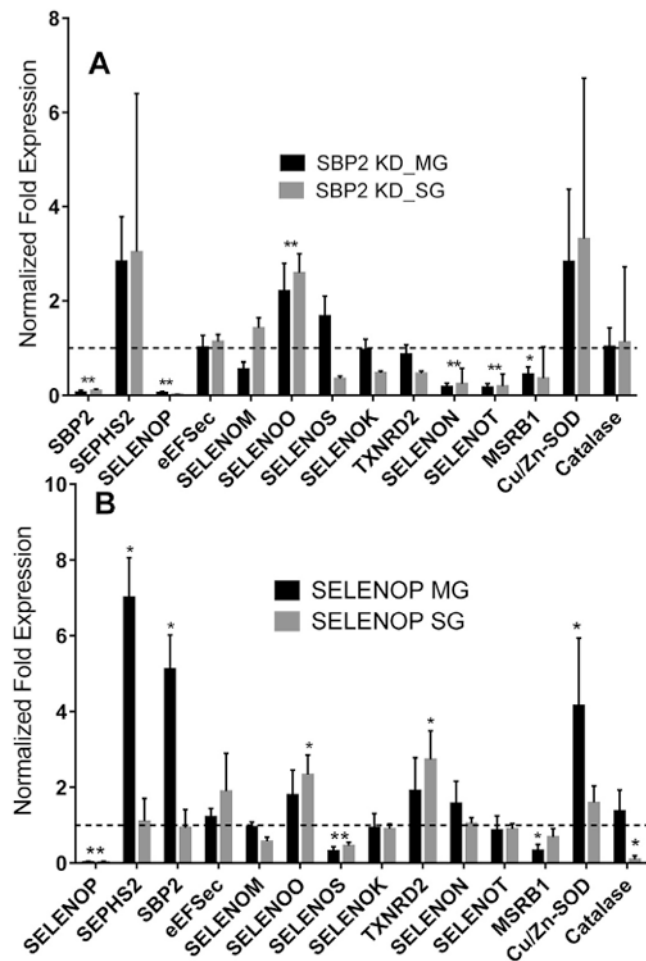 A
Normalized Fold Expression
8
6
4
2
0
SBP2 KD_MG
SBP2 KD_SG
**
**
**
**
**
*
SBP2
SEPHS2
SELENOP
eEFSec
SELENOM
SELENOO
SELENOS
SELENOK
TXNRD2
SELENON
SELENOT
MSRB1
Cu/Zn-SOD
Catalase
B
Normalized Fold Expression
10
8
6
4
2
0
SELENOP MG
SELENOP SG
**
*
*
*
**
*
*
*
*
SELENOP
SEPHS2
SBP2
eEFSec
SELENOM
SELENOO
SELENOS
SELENOK
TXNRD2
SELENON
SELENOT
MSRB1
Cu/Zn-SOD
Catalase